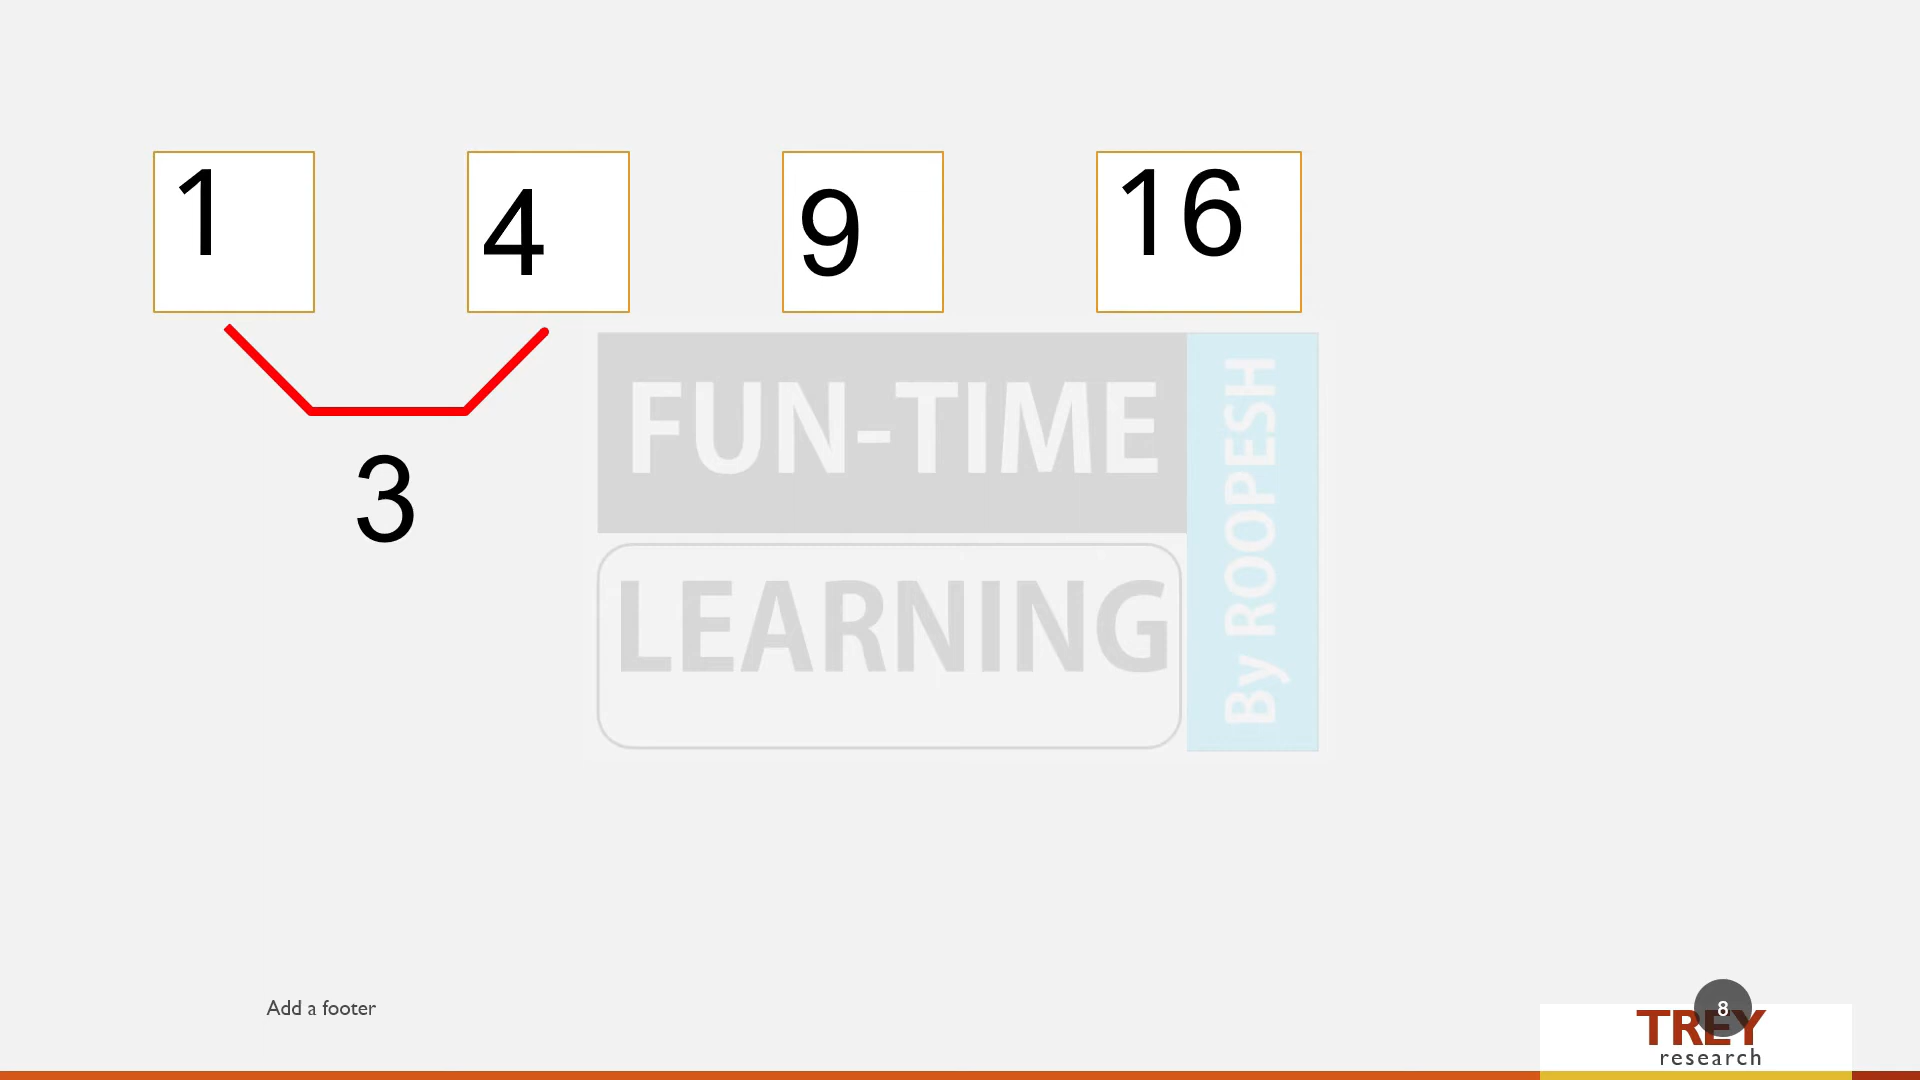 1 4 9 16
3
FUN-TIME
LEARNING
By ROOPESH
Add a footer
8
TREY
research